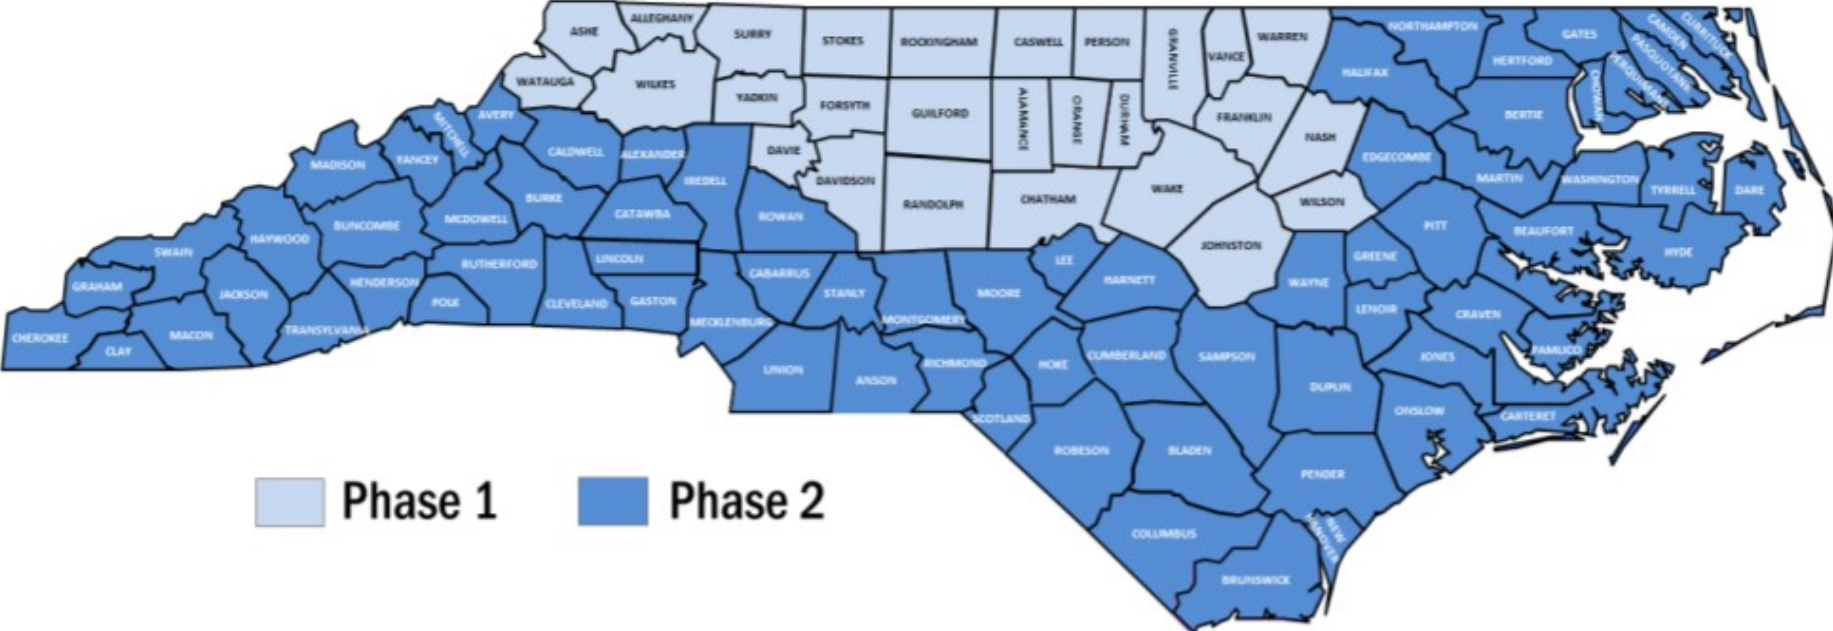 ASHE
ALLEGHANY
SURRY
STOKES
ROCKINGHAM
CASWELL
PERSON
GRANVILLE
VANCE
WARREN
NORTHAMPTON
GATES
CAMDEN
CURRITUCK
PASQUOTANK
PERQUIMANS
CHOWAN
HERTFORD
HALIFAX
WATAUGA
WILKES
YADKIN
FORSYTH
GUILFORD
ALAMANCE
ORANGE
DURHAM
FRANKLIN
NASH
BERTIE
MITCHELL
AVERY
CALDWELL
ALEXANDER
DAVIE
EDGECOMBE
MADISON
YANCEY
IREDELL
DAVIDSON
RANDOLPH
CHATHAM
WAKE
WILSON
MARTIN
WASHINGTON
TYRRELL
DARE
BURKE
CATAWBA
ROWAN
MCDOWELL
BUNCOMBE
HAYWOOD
JOHNSTON
PITT
BEAUFORT
HYDE
SWAIN
RUTHERFORD
LINCOLN
CABARRUS
LEE
HARNETT
WAYNE
GREENE
GRAHAM
JACKSON
HENDERSON
POLK
CLEVELAND
GASTON
STANLY
MOORE
LENOIR
CRAVEN
CHEROKEE
CLAY
MACON
TRANSYLVANIA
MECKLENBURG
MONTGOMERY
UNION
ANSON
RICHMOND
HOKE
CUMBERLAND
SAMPSON
DUPLIN
JONES
PAMLICO
SCOTLAND
ONSLOW
CARTERET
ROBESON
BLADEN
PENDER
COLUMBUS
NEW
HANOVER
BRUNSWICK
Phase 1
Phase 2